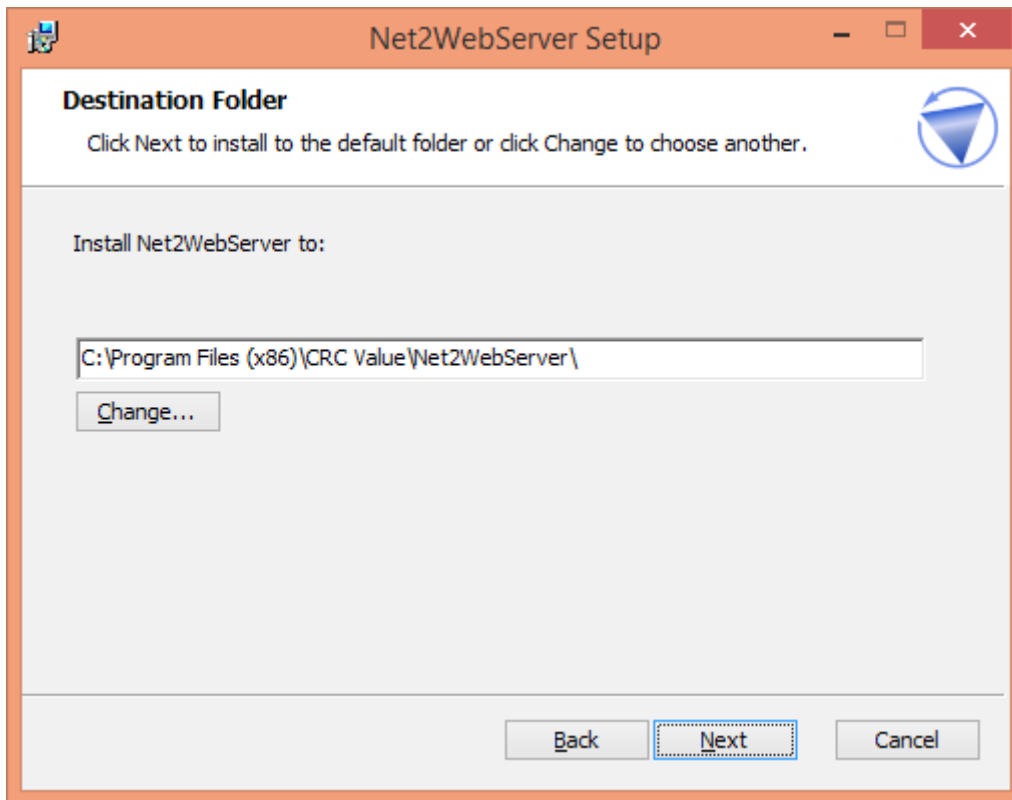 Net2WebServer Setup
Destination Folder
Click Next to install to the default folder or click Change to choose another.
Install Net2WebServer to:
C:\Program Files (x86)\CRC Value\Net2WebServer\
Change...
Back Next Cancel